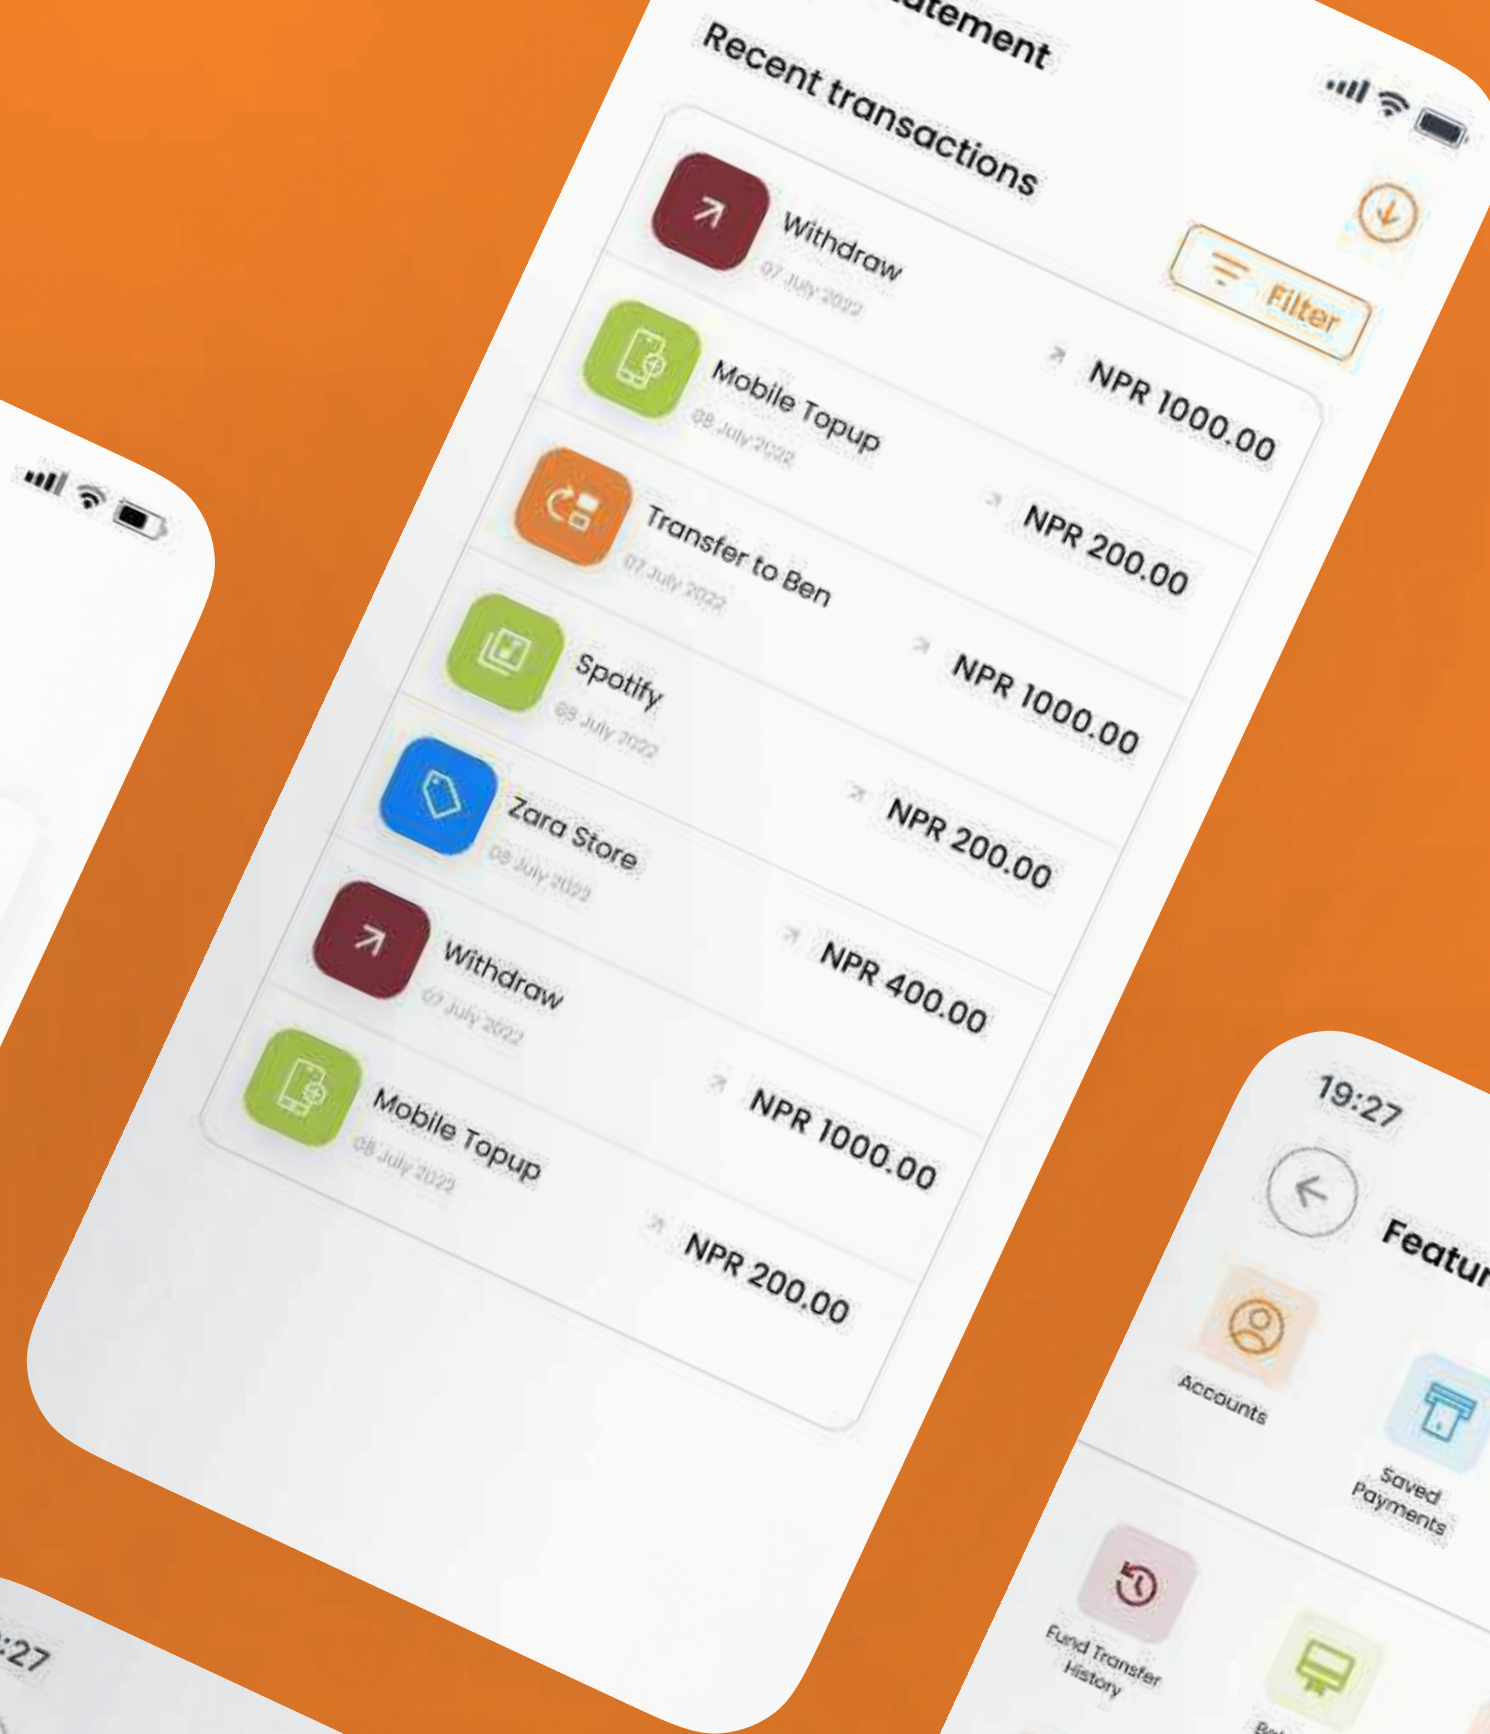 Recent transactions
Filter
Withdraw
07 July 2022
NPR 1000.00
Mobile Topup
08 July 2022
NPR 200.00
Transfer to Ben
07 July 2022
NPR 1000.00
Spotify
July 2022
NPR 200.00
Zara Store
08 July 2022
NPR 400.00
Withdraw
07 July 2022
NPR 1000.00
Mobile Topup
08 July 2022
NPR 200.00
19:27
Accounts
Saved
Payments
Fund Transfer
History
:27